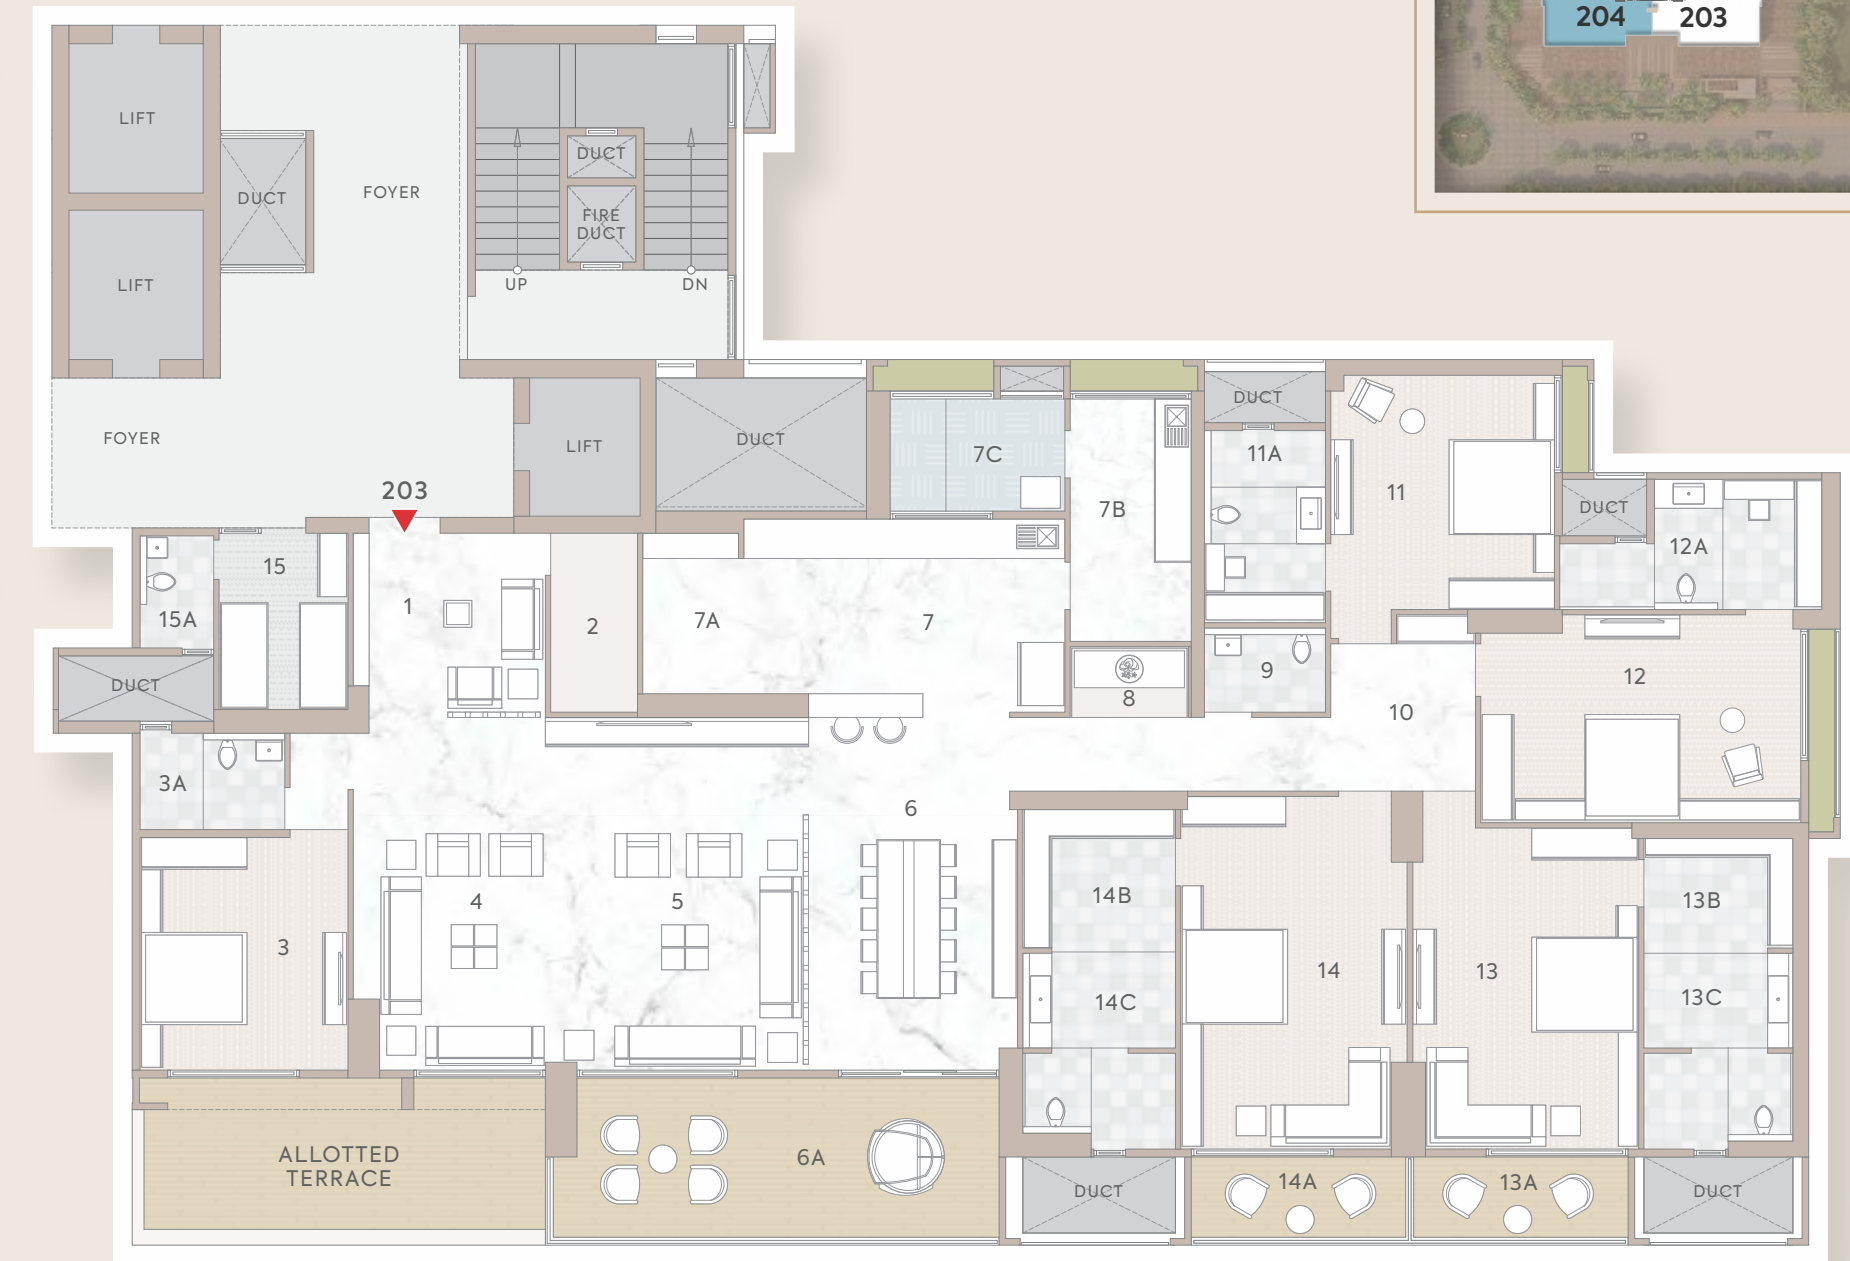 204
203
LIFT
DUCT
FOYER
DUCT
FIRE
DUCT
LIFT
UP
DN
FOYER
LIFT
DUCT
DUCT
203
7C
7B
11A
11
DUCT
12A
15
15A
1
2
7A
7
8
9
10
12
DUCT
3A
6
3
4
5
14B
14C
14
13
13B
13C
ALLOTTED
TERRACE
6A
DUCT
14A
13A
DUCT